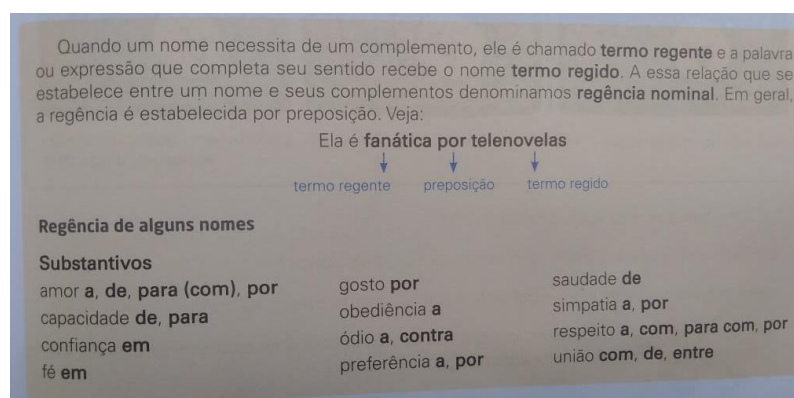 Quando um nome necessita de um complemento, ele é chamado termo regente e a palavra
ou expressão que completa seu sentido recebe o nome termo regido. A essa relação que se
estabelece entre um nome e seus complementos denominamos regência nominal. Em geral,
a regência é estabelecida por preposição. Veja:
Ela é fanática por telenovelas
termo regente preposição termo regido
Regência de alguns nomes
Substantivos
amor a, de, para (com), por
capacidade de, para
confiança em
fé em
gosto por
obediência a
ódio a, contra
preferência a, por
saudade de
simpatia a, por
respeito a, com, para com, por
união com, de, entre